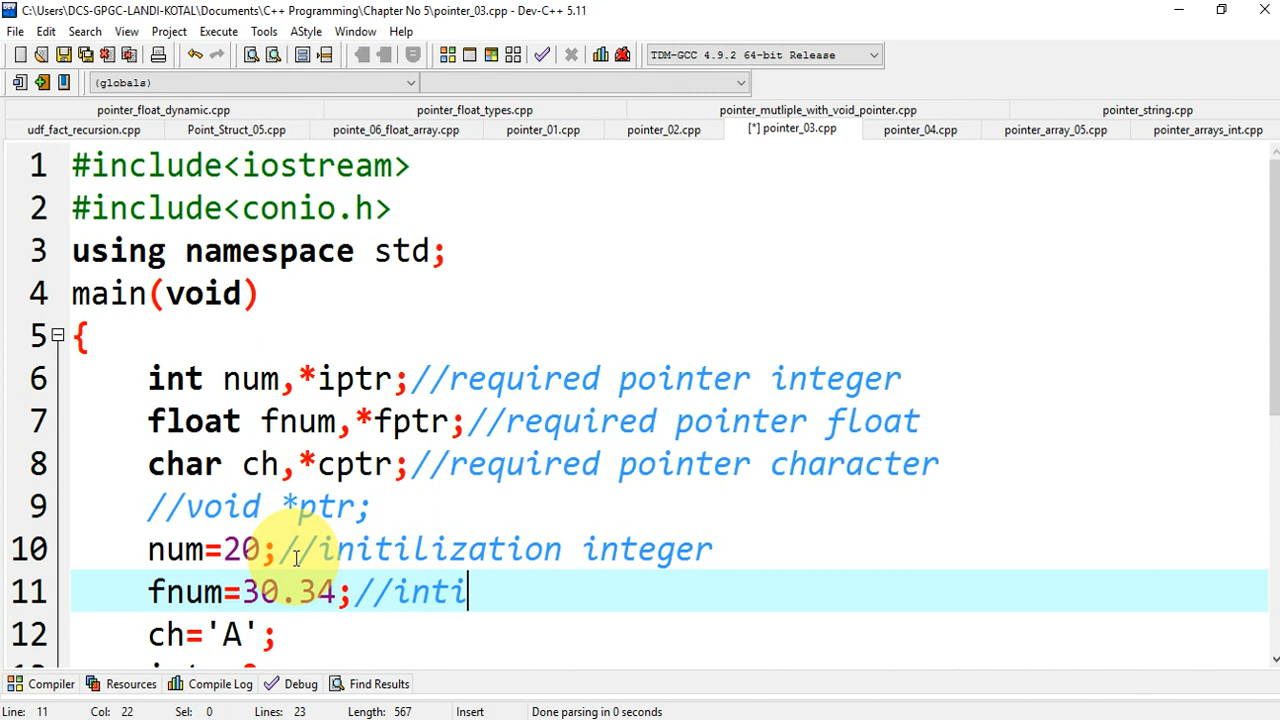 C:\Users\DCS-GPGC-LANDI-KOTAL\Documents\C++ Programming\Chapter No 5\pointer_03.cpp - Dev-C++ 5.11
File Edit Search View Project Execute Tools AStyle Window Help
TDM-GCC 4.9.2 64-bit Release
(globals)
pointer_float_dynamic.cpp pointer_float_types.cpp pointer_mutliple_with_void_pointer.cpp pointer_string.cpp
udf_fact_recursion.cpp Point_Struct_05.cpp pointe_06_float_array.cpp pointer_01.cpp pointer_02.cpp [*] pointer_03.cpp pointer_04.cpp pointer_array_05.cpp pointer_arrays_int.cpp
1 #include<iostream>
2 #include<conio.h>
3 using namespace std;
4 main(void)
5 {
6 int num,*iptr;//required pointer integer
7 float fnum,*fptr;//required pointer float
8 char ch,*cptr;//required pointer character
9 //void *ptr;
10 num=20;//initilization integer
11 fnum=30.34;//inti
12 ch='A';
Compiler Resources Compile Log Debug Find Results
Line: 11 Col: 22 Sel: 0 Lines: 23 Length: 567 Insert Done parsing in 0 seconds